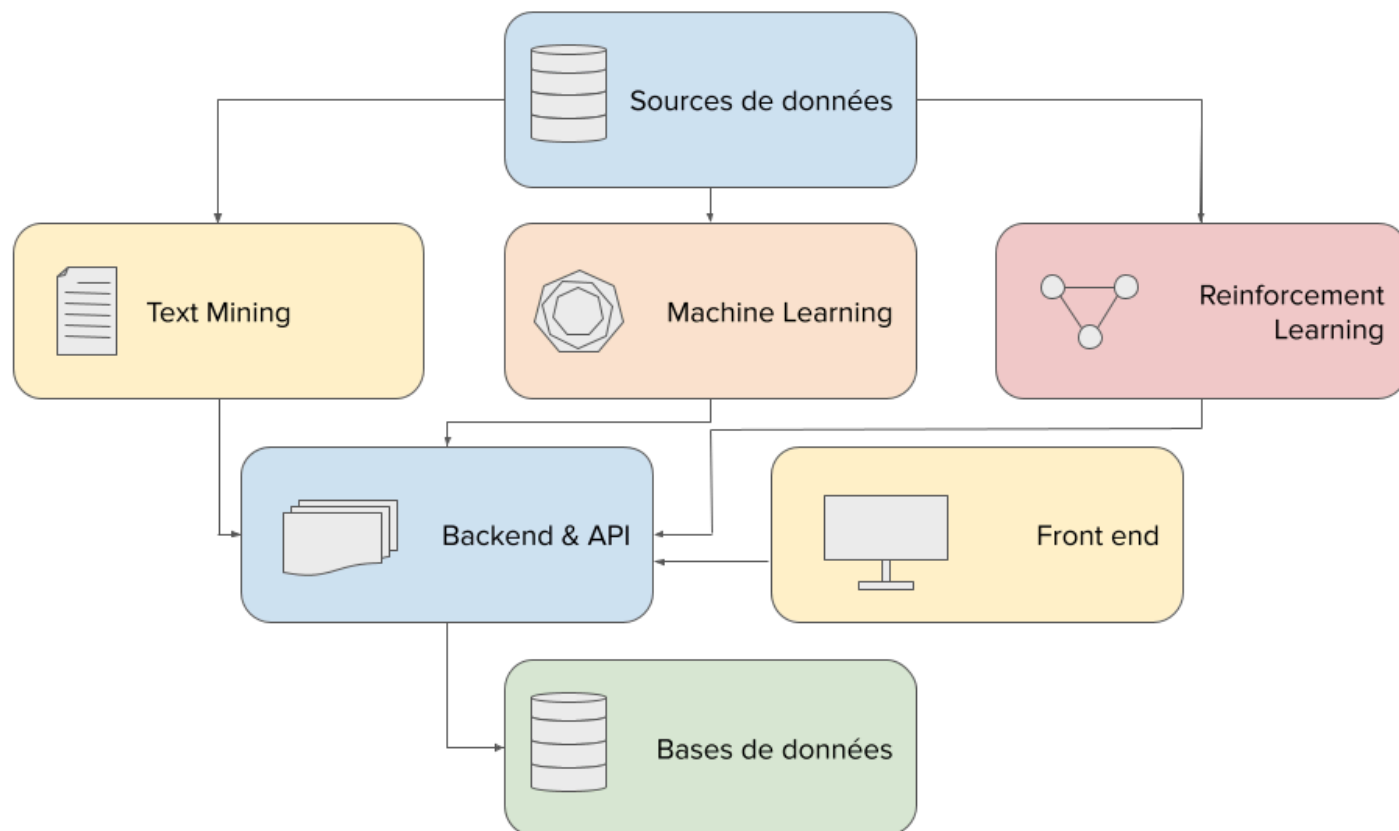 Sources de données
Text Mining
Machine Learning
Reinforcement
Learning
Backend & API
Front end
Bases de données